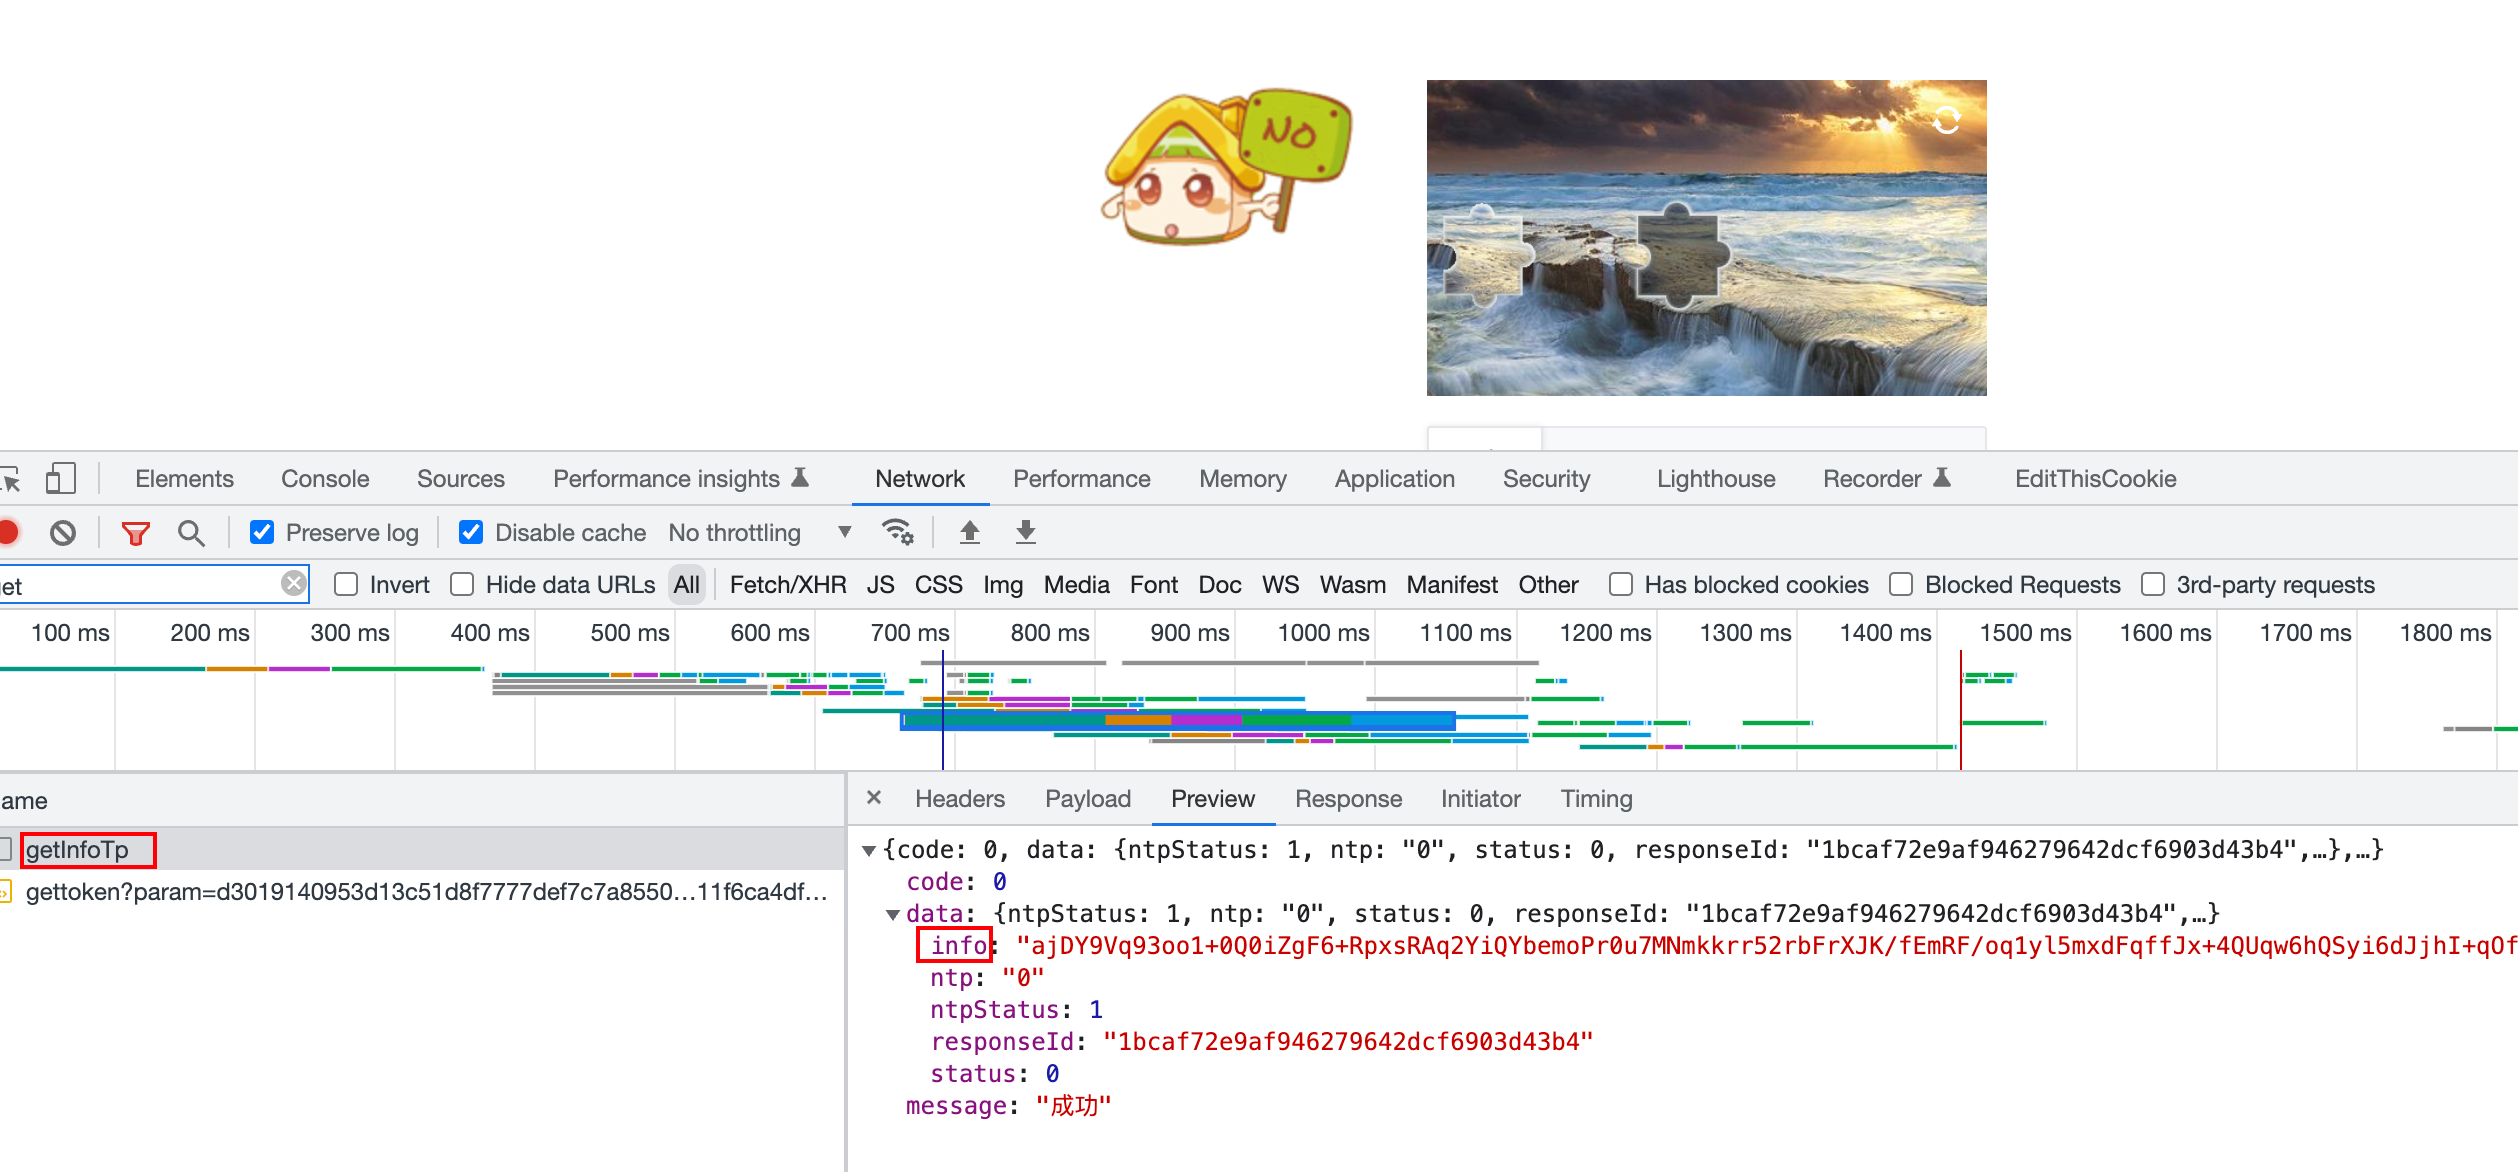 NO
Elements Console Sources Performance insights Network Performance Memory Application Security Lighthouse Recorder EditThisCookie
Preserve log Disable cache No throttling
et Invert Hide data URLs All Fetch/XHR JS CSS Img Media Font Doc WS Wasm Manifest Other Has blocked cookies Blocked Requests 3rd-party requests
100 ms 200 ms 300 ms 400 ms 500 ms 600 ms 700 ms 800 ms 900 ms 1000 ms 1100 ms 1200 ms 1300 ms 1400 ms 1500 ms 1600 ms 1700 ms 1800 ms
ame
× Headers Payload Preview Response Initiator Timing
getInfoTp
gettoken?param=d3019140953d13c51d8f7777def7c7a8550…11f6ca4df…
{code: 0, data: {ntpStatus: 1, ntp: "0", status: 0, responseId: "1bcaf72e9af946279642dcf6903d43b4",…},…}
code: 0
data: {ntpStatus: 1, ntp: "0", status: 0, responseId: "1bcaf72e9af946279642dcf6903d43b4",…}
info: "ajDY9Vq93oo1+0Q0iZgF6+RpxsRAq2YiQYbemoPr0u7MNmkkrr52rbFrXJK/fEmRF/oq1yl5mxdFqffJx+4QUqw6hQSyi6dJjhI+qOf
ntp: "0"
ntpStatus: 1
responseId: "1bcaf72e9af946279642dcf6903d43b4"
status: 0
message: "成功"